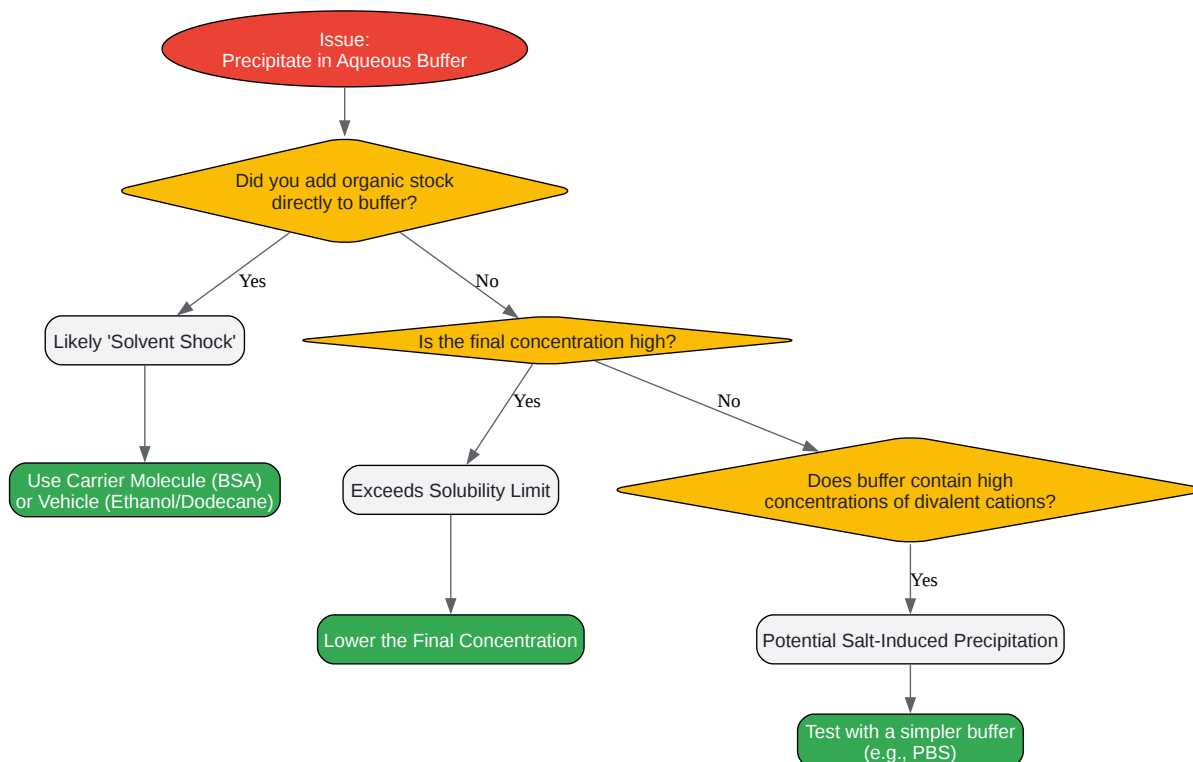 Issue:
Precipitate in Aqueous Buffer
Did you add organic stock
directly to buffer?
Yes
No
Likely 'Solvent Shock'
Is the final concentration high?
Yes
No
Use Carrier Molecule (BSA)
or Vehicle (Ethanol/Dodecane)
Exceeds Solubility Limit
Does buffer contain high
concentrations of divalent cations?
Yes
Lower the Final Concentration
Potential Salt-Induced Precipitation
Test with a simpler buffer
(e.g., PBS)